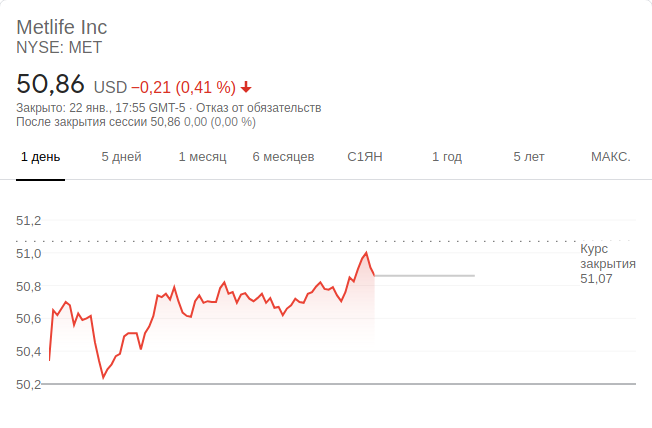 Metlife Inc
NYSE: MET
50,86 USD −0,21 (0,41 %)
Закрыто: 22 янв., 17:55 GMT-5 · Отказ от обязательств
После закрытия сессии 50,86 0,00 (0,00 %)
1 день 5 дней 1 месяц 6 месяцев С1ЯН 1 год 5 лет МАКС.
51,2
51,0
50,8
50,6
50,4
50,2
Курс
закрытия
51,07